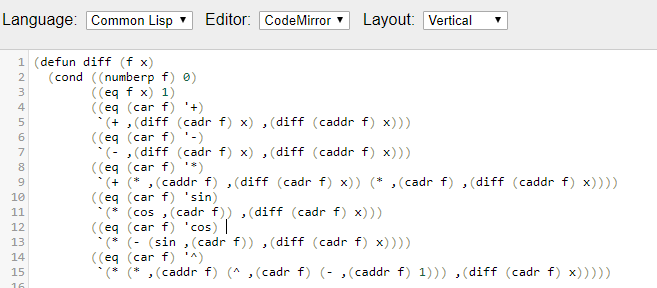 Language: Common Lisp Editor: CodeMirror Layout: Vertical
1 (defun diff (f x)
2   (cond ((numberp f) 0)
3         ((eq f x) 1)
4         ((eq (car f) '+)
5          `(+ ,(diff (cadr f) x) ,(diff (caddr f) x)))
6         ((eq (car f) '-)
7          `(- ,(diff (cadr f) x) ,(diff (caddr f) x)))
8         ((eq (car f) '*)
9          `(+ (* ,(caddr f) ,(diff (cadr f) x)) (* ,(cadr f) ,(diff (caddr f) x))))
10         ((eq (car f) 'sin)
11          `(* (cos ,(cadr f)) ,(diff (cadr f) x)))
12         ((eq (car f) 'cos)
13          `(* (- (sin ,(cadr f)) ,(diff (cadr f) x))))
14         ((eq (car f) '^)
15          `(* (* ,(caddr f) (^ ,(cadr f) (- ,(caddr f) 1))) ,(diff (cadr f) x)))))
16